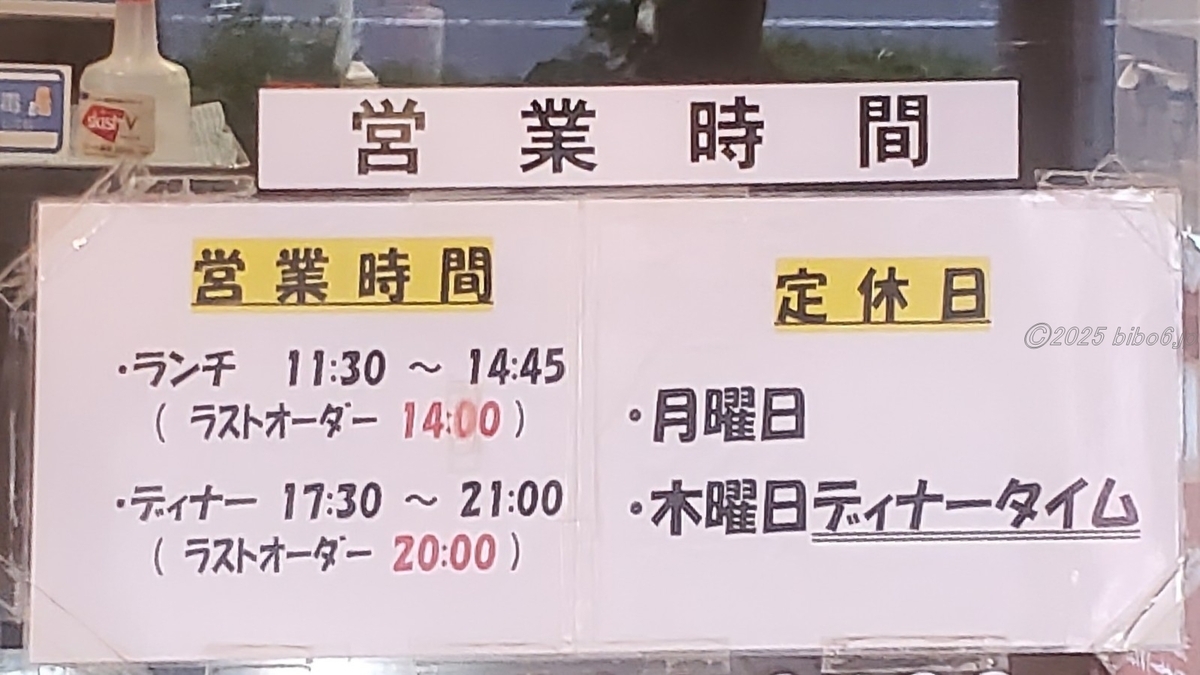 営業時間
営業時間
・ランチ 11:30 ～ 14:45
( ラストオーダー 14:00 )
・ディナー 17:30 ～ 21:00
( ラストオーダー 20:00 )
定休日
・月曜日
・木曜日ディナータイム
©2025 bibo6.j